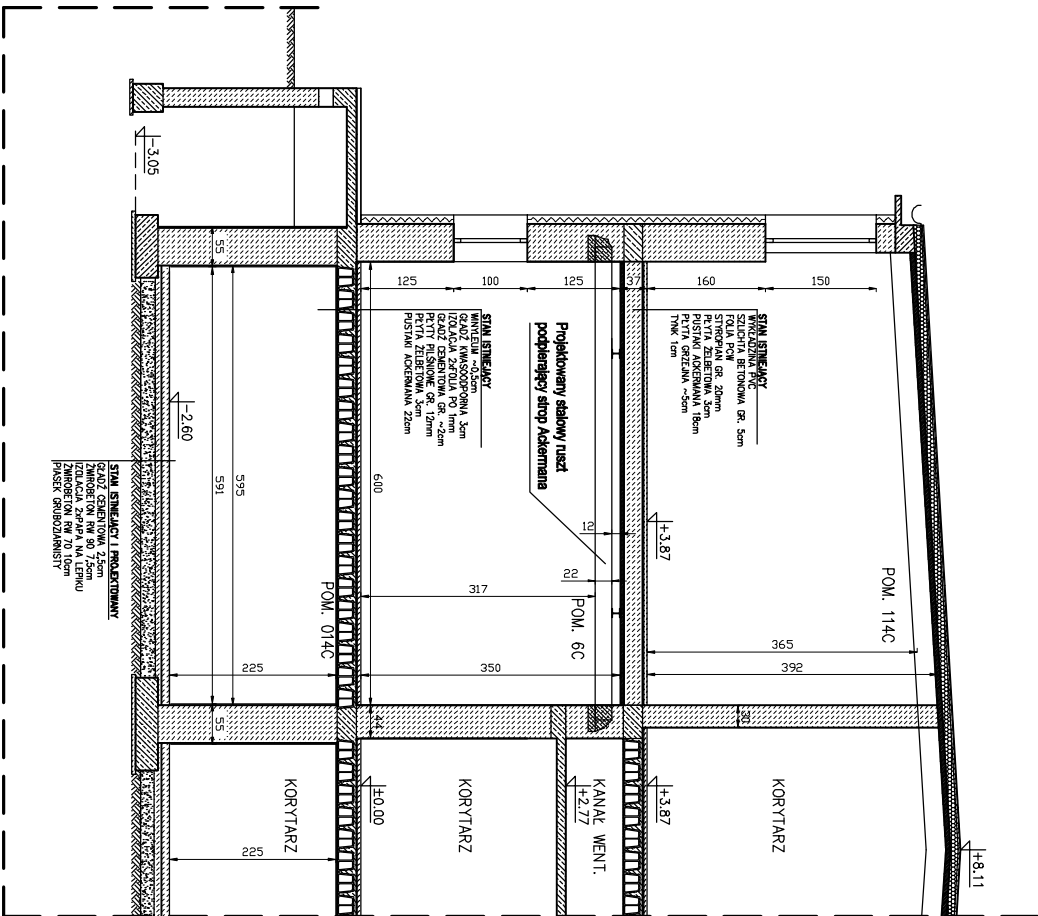 +8.11
POM. 114C
365
392
30
KORYTARZ
150
160
37
STAN ISTNIEJĄCY
WYKŁADZINA PVC
SZLICHTA BETONOWA GR. 5cm
FOLIA PCW
STYROPIAN GR. 20mm
PŁYTA ŻELBETOWA 3cm
PUSTAKI ACKERMANA 18cm
PŁYTA GRZEJNA ~5cm
TYNK 1cm
+3.87
+3.87
12
22
KANAŁ WENT.
+2.77
POM. 6C
Projektowany stalowy ruszt
podpierający strop Ackermana
125
100
125
317
350
600
44
KORYTARZ
STAN ISTNIEJĄCY
WINYLEUM ~0,5cm
GŁADŹ KWASOODPORNA 3cm
IZOLACJA 2xFOLIA PO 1mm
GŁADŹ CEMENTOWA GR. ~2cm
PŁYTY PILŚNIOWE GR. 12mm
PŁYTA ŻELBETOWA 3cm
PUSTAKI ACKERMANA 22cm
±0.00
POM. 014C
225
225
595
591
55
55
KORYTARZ
-2.60
-3.05
STAN ISTNIEJĄCY I PROJEKTOWANY
GŁADŹ CEMENTOWA 2,5cm
ŻWIROBETON RW 90 7,5cm
IZOLACJA 2xPAPA NA LEPIKU
ŻWIROBETON RW 70 10cm
PIASEK GRUBOZIARNISTY